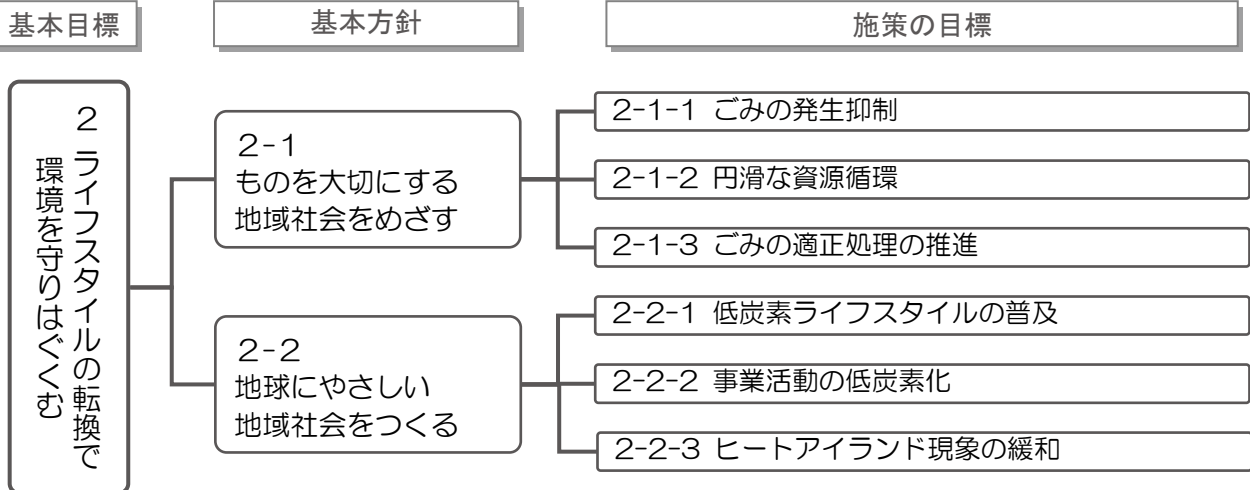 基本目標
基本方針
施策の目標
2 ライフスタイルの転換で
環境を守りはぐくむ
2-1
ものを大切にする
地域社会をめざす
2-1-1 ごみの発生抑制
2-1-2 円滑な資源循環
2-1-3 ごみの適正処理の推進
2-2
地球にやさしい
地域社会をつくる
2-2-1 低炭素ライフスタイルの普及
2-2-2 事業活動の低炭素化
2-2-3 ヒートアイランド現象の緩和